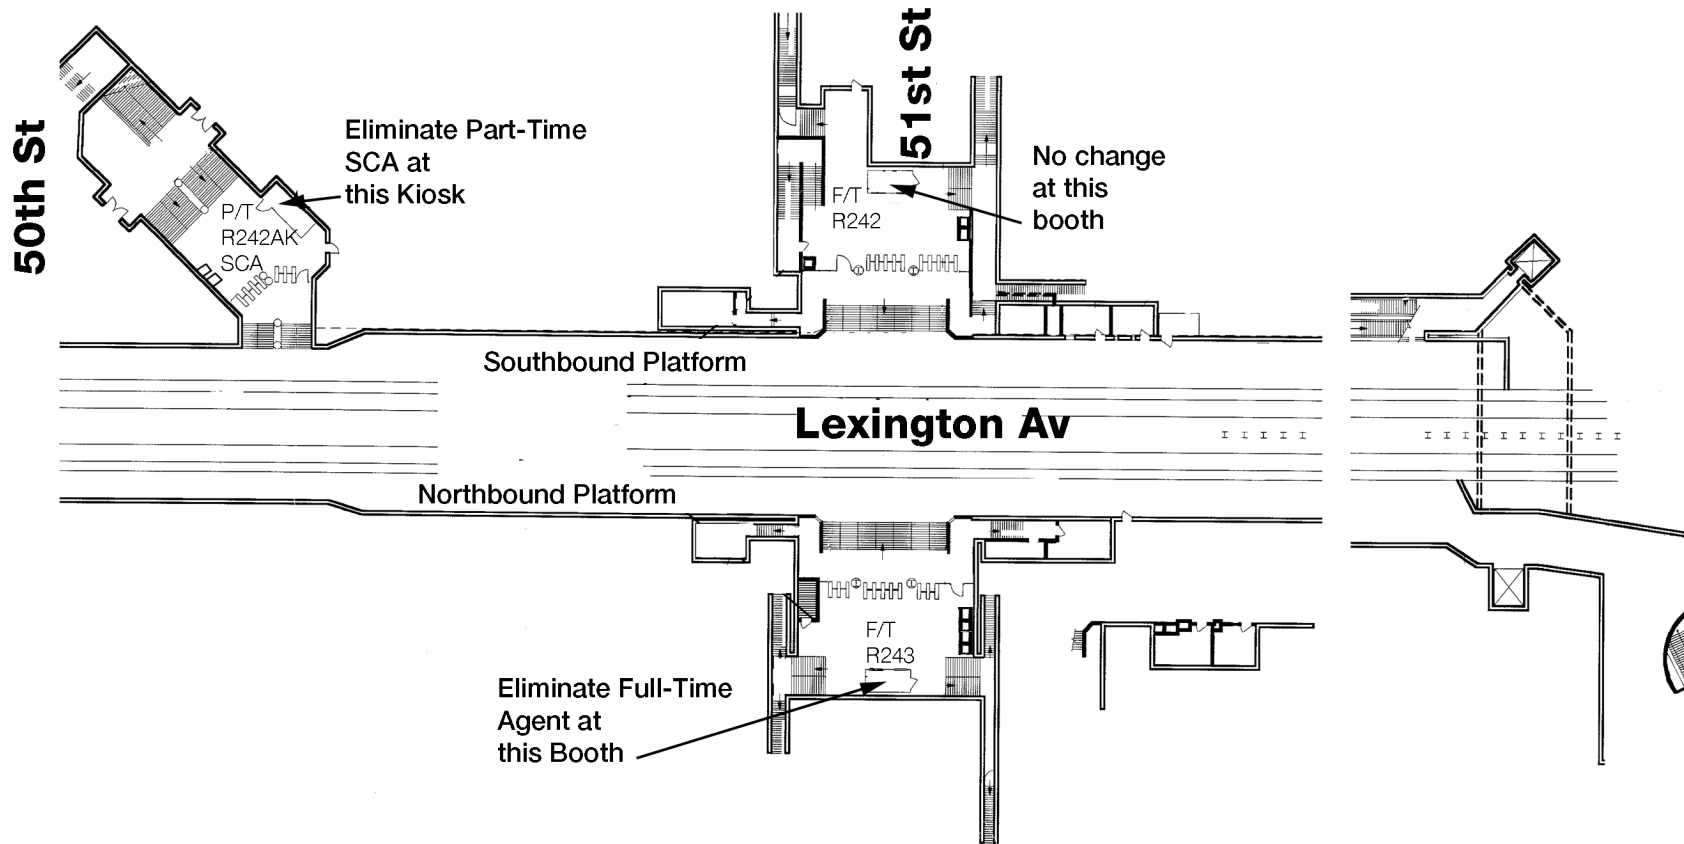 50th St
Eliminate Part-Time
SCA at
this Kiosk
P/T
R242AK
SCA
51st St
F/T
R242
No change
at this
booth
Southbound Platform
Lexington Av
Northbound Platform
F/T
R243
Eliminate Full-Time
Agent at
this Booth